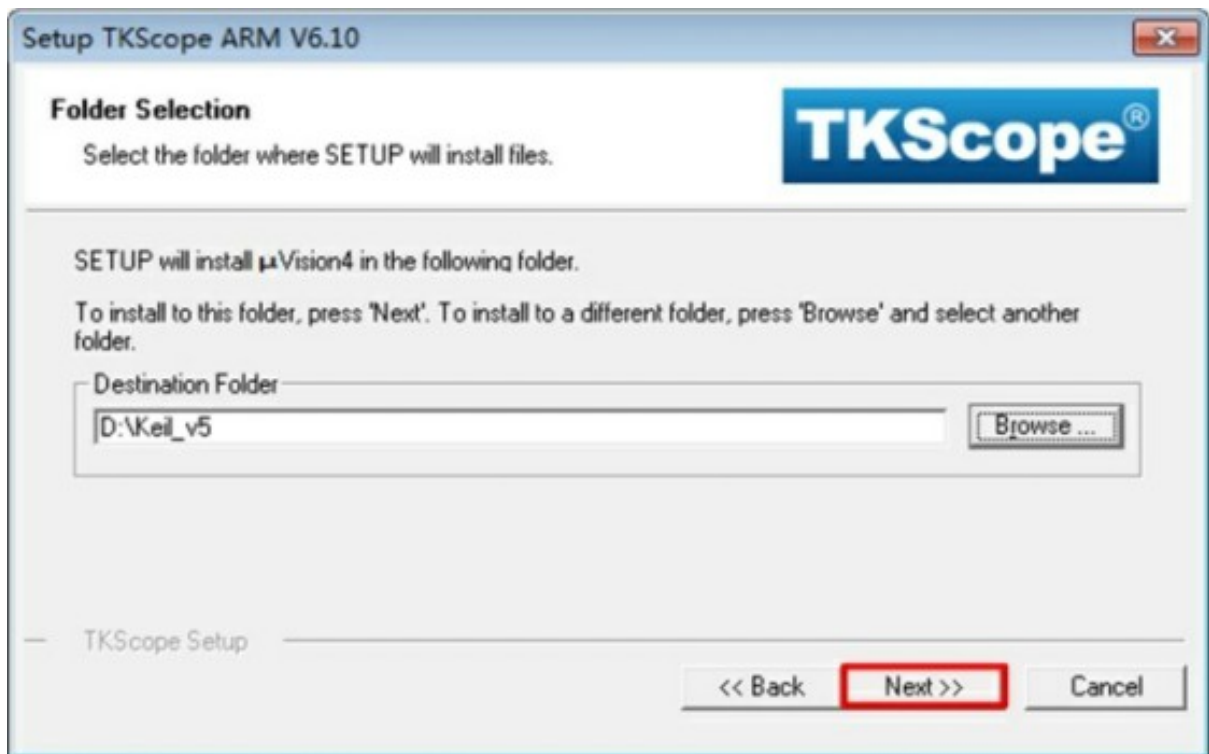 Setup TKScope ARM V6.10
Folder Selection
Select the folder where SETUP will install files.
TKScope®
SETUP will install µVision4 in the following folder.
To install to this folder, press 'Next'. To install to a different folder, press 'Browse' and select another
folder.
Destination Folder
D:\Keil_v5
Browse ...
TKScope Setup
<< Back
Next >>
Cancel